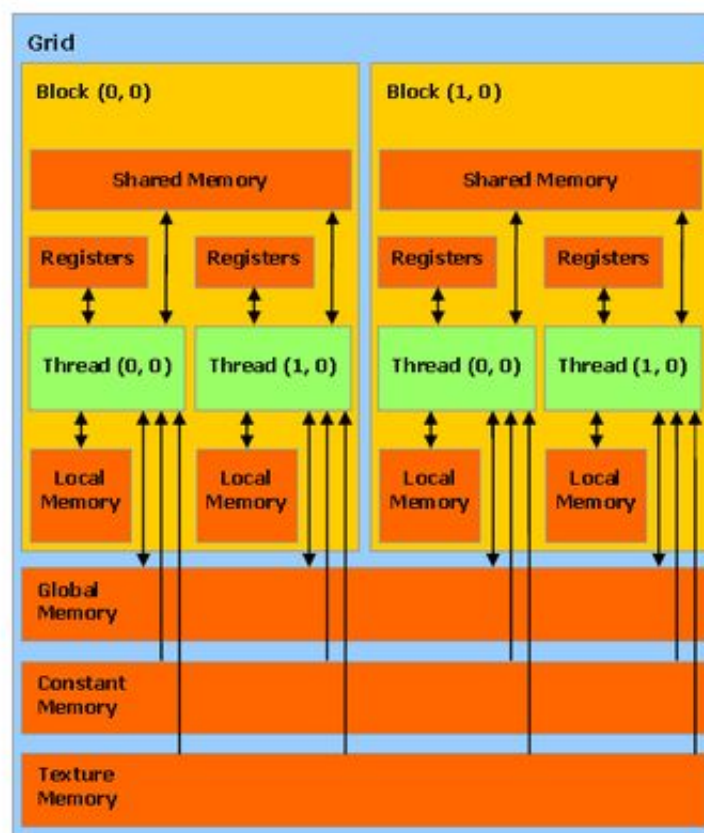 Grid
Block (0, 0)
Block (1, 0)
Shared Memory
Shared Memory
Registers
Registers
Registers
Registers
Thread (0, 0)
Thread (1, 0)
Thread (0, 0)
Thread (1, 0)
Local
Memory
Local
Memory
Local
Memory
Local
Memory
Global
Memory
Constant
Memory
Texture
Memory